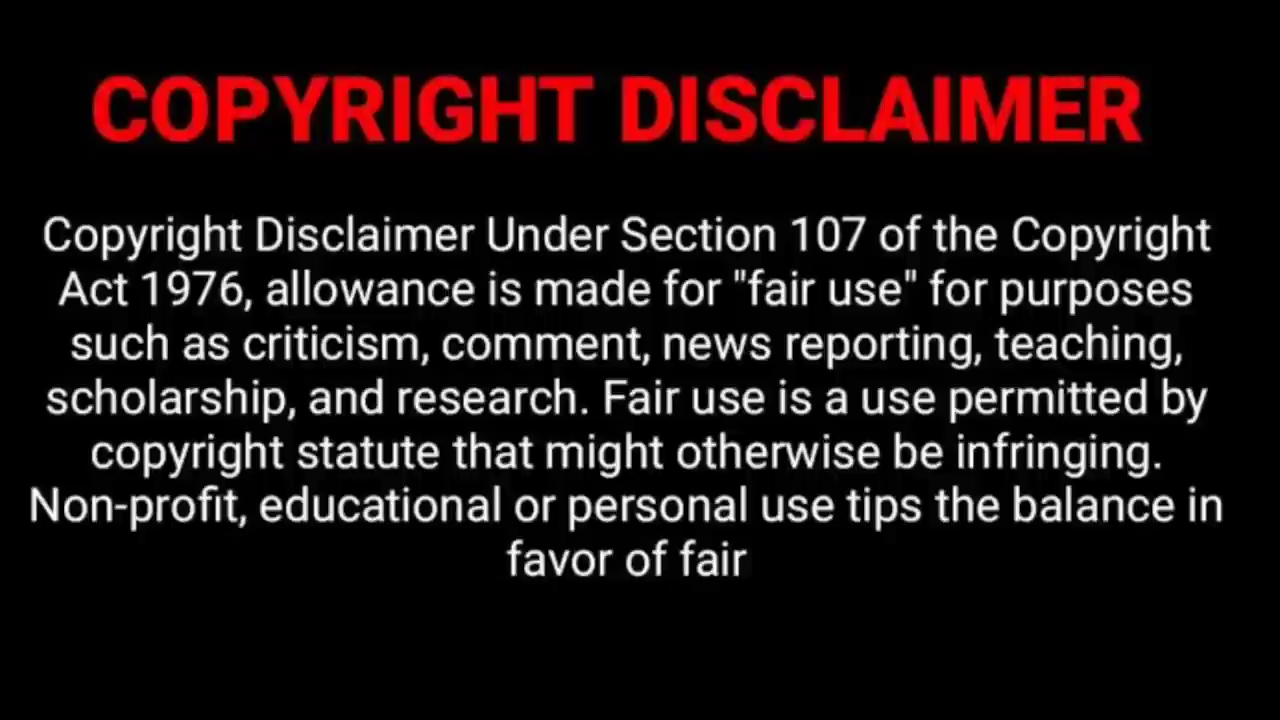 COPYRIGHT DISCLAIMER
Copyright Disclaimer Under Section 107 of the Copyright
Act 1976, allowance is made for "fair use" for purposes
such as criticism, comment, news reporting, teaching,
scholarship, and research. Fair use is a use permitted by
copyright statute that might otherwise be infringing.
Non-profit, educational or personal use tips the balance in
favor of fair